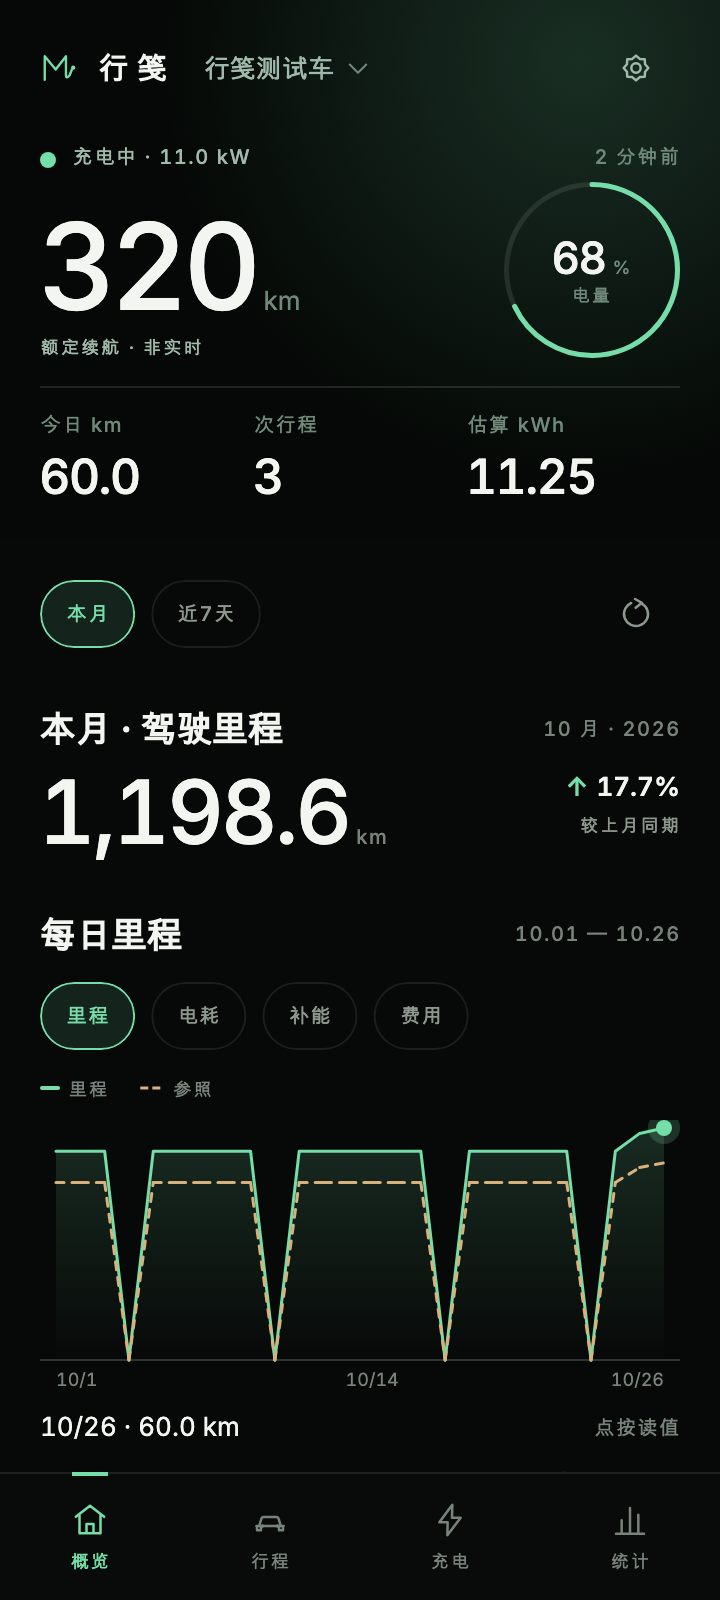 行笺 行笺测试车
充电中 · 11.0 kW 2 分钟前
320 km
68 %
电量
额定续航 · 非实时
今日 km 次行程 估算 kWh
60.0 3 11.25
本月 近7天
本月 · 驾驶里程 10 月 · 2026
1,198.6 km ↑ 17.7%
较上月同期
每日里程 10.01 — 10.26
里程 电耗 补能 费用
里程 参照
10/1 10/14 10/26
10/26 · 60.0 km 点按读值
概览 行程 充电 统计